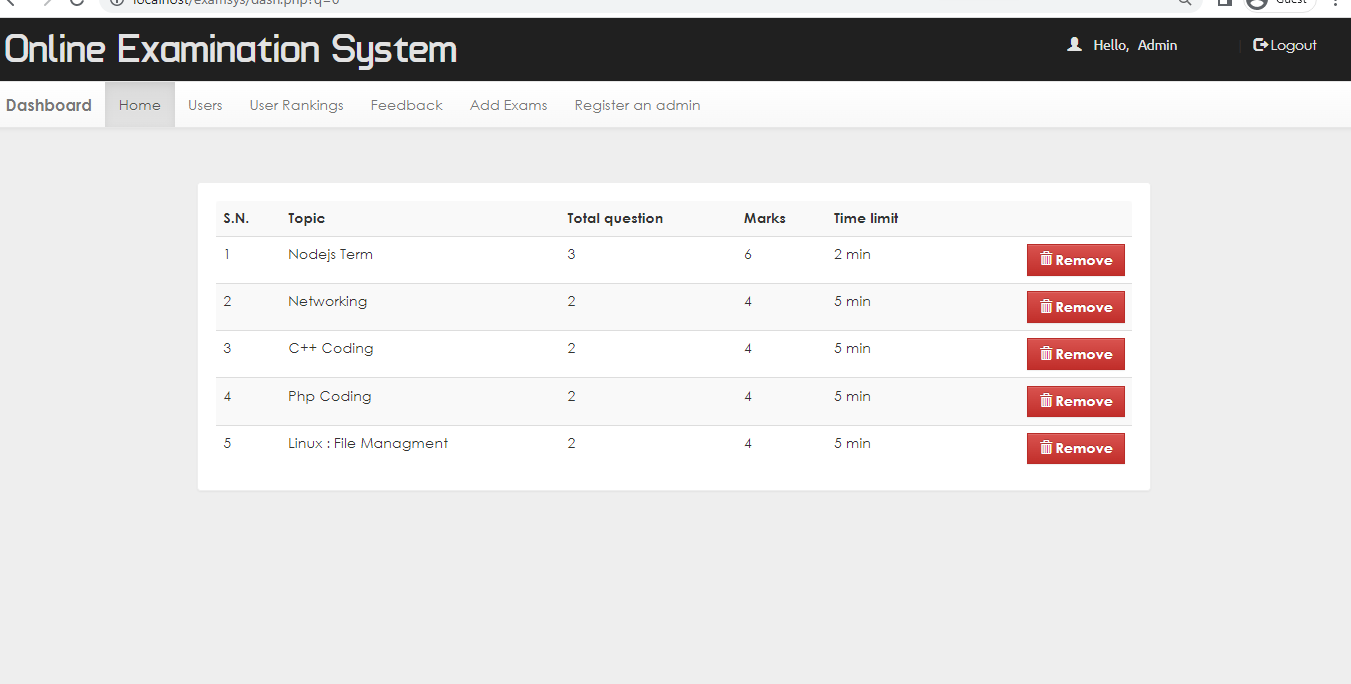 localhost/examsys/dash.php?q=0
Guest
Online Examination System
Hello, Admin
Logout
Dashboard Home Users User Rankings Feedback Add Exams Register an admin
S.N. Topic Total question Marks Time limit
1 Nodejs Term 3 6 2 min Remove
2 Networking 2 4 5 min Remove
3 C++ Coding 2 4 5 min Remove
4 Php Coding 2 4 5 min Remove
5 Linux : File Managment 2 4 5 min Remove